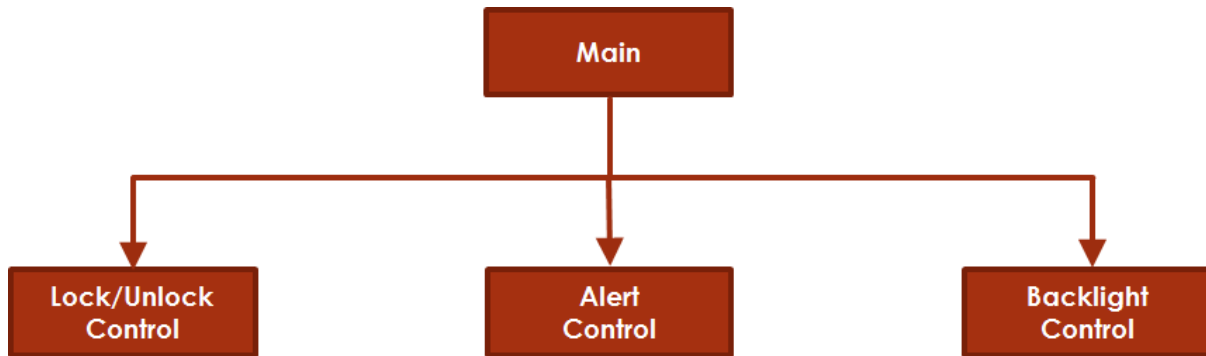 Main
Lock/Unlock
Control
Alert
Control
Backlight
Control